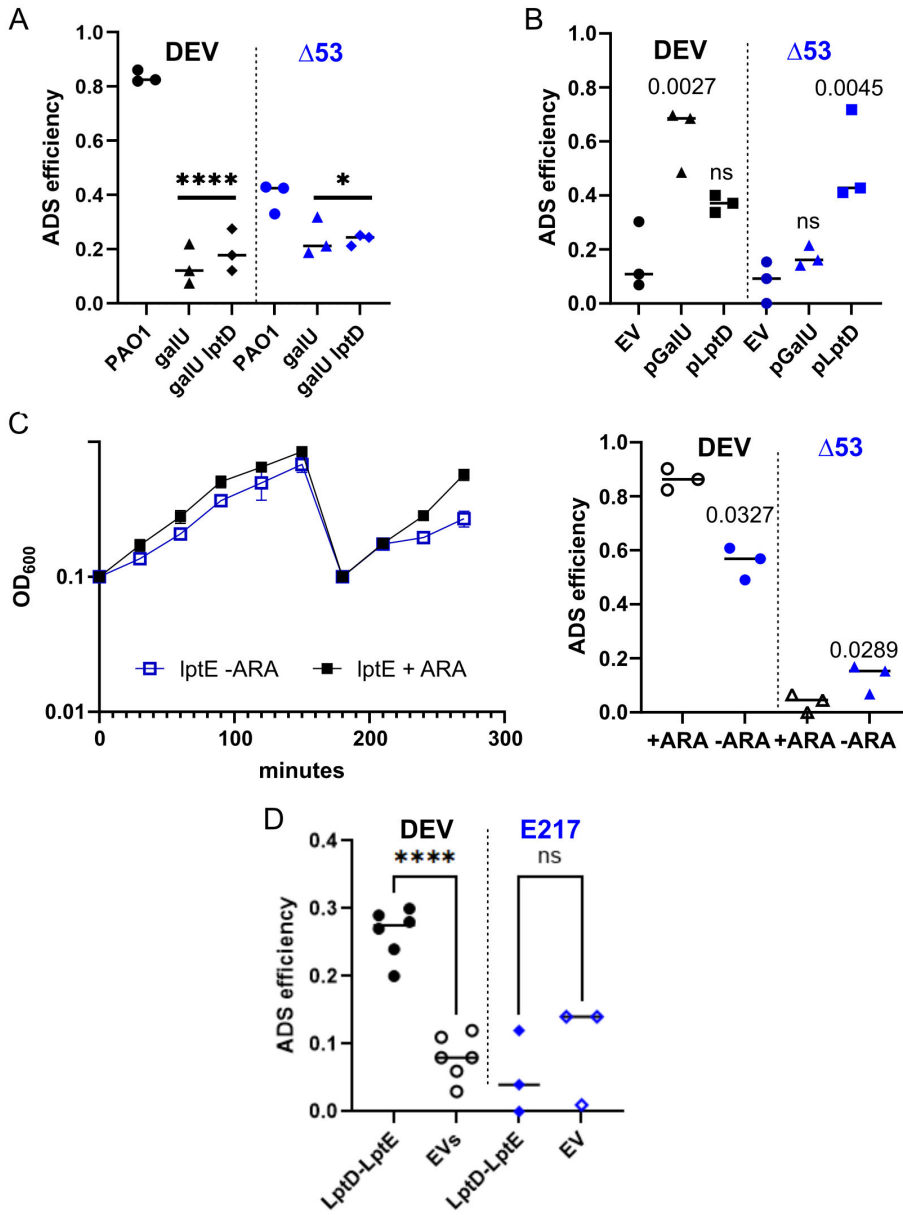 A
DEV Δ53
ADS efficiency
1.0
0.8
0.6
0.4
0.2
0.0
**** *
PAO1 galU galU lptD PAO1 galU galU lptD
B
DEV Δ53
ADS efficiency
1.0
0.8
0.6
0.4
0.2
0.0
0.0027 ns ns 0.0045
EV pGalU pLptD EV pGalU pLptD
C
OD600
0.1
0.01
lptE -ARA lptE + ARA
0 100 200 300
minutes
DEV Δ53
ADS efficiency
1.0
0.8
0.6
0.4
0.2
0.0
0.0327 0.0289
+ARA -ARA +ARA -ARA
D
DEV E217
ADS efficiency
0.4
0.3
0.2
0.1
0.0
**** ns
LptD-LptE EVs LptD-LptE EV